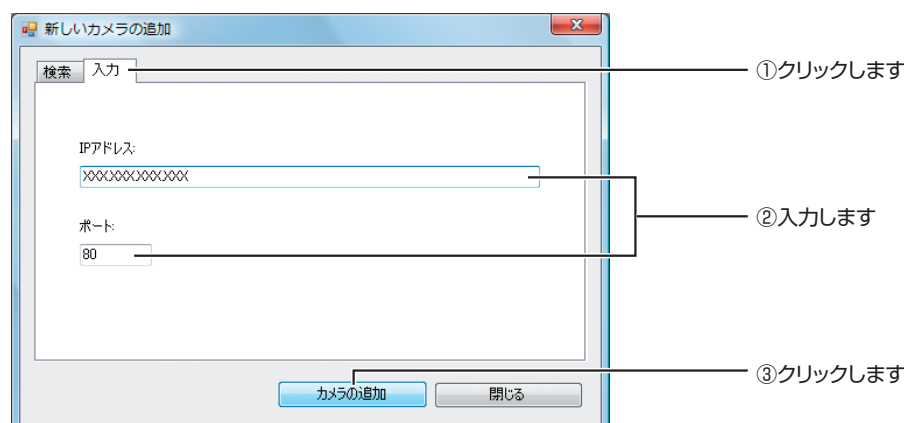 新しいカメラの追加
検索 入力
①クリックします
IPアドレス:
XXX.XXX.XXX.XXX
②入力します
ポート:
80
③クリックします
カメラの追加 閉じる